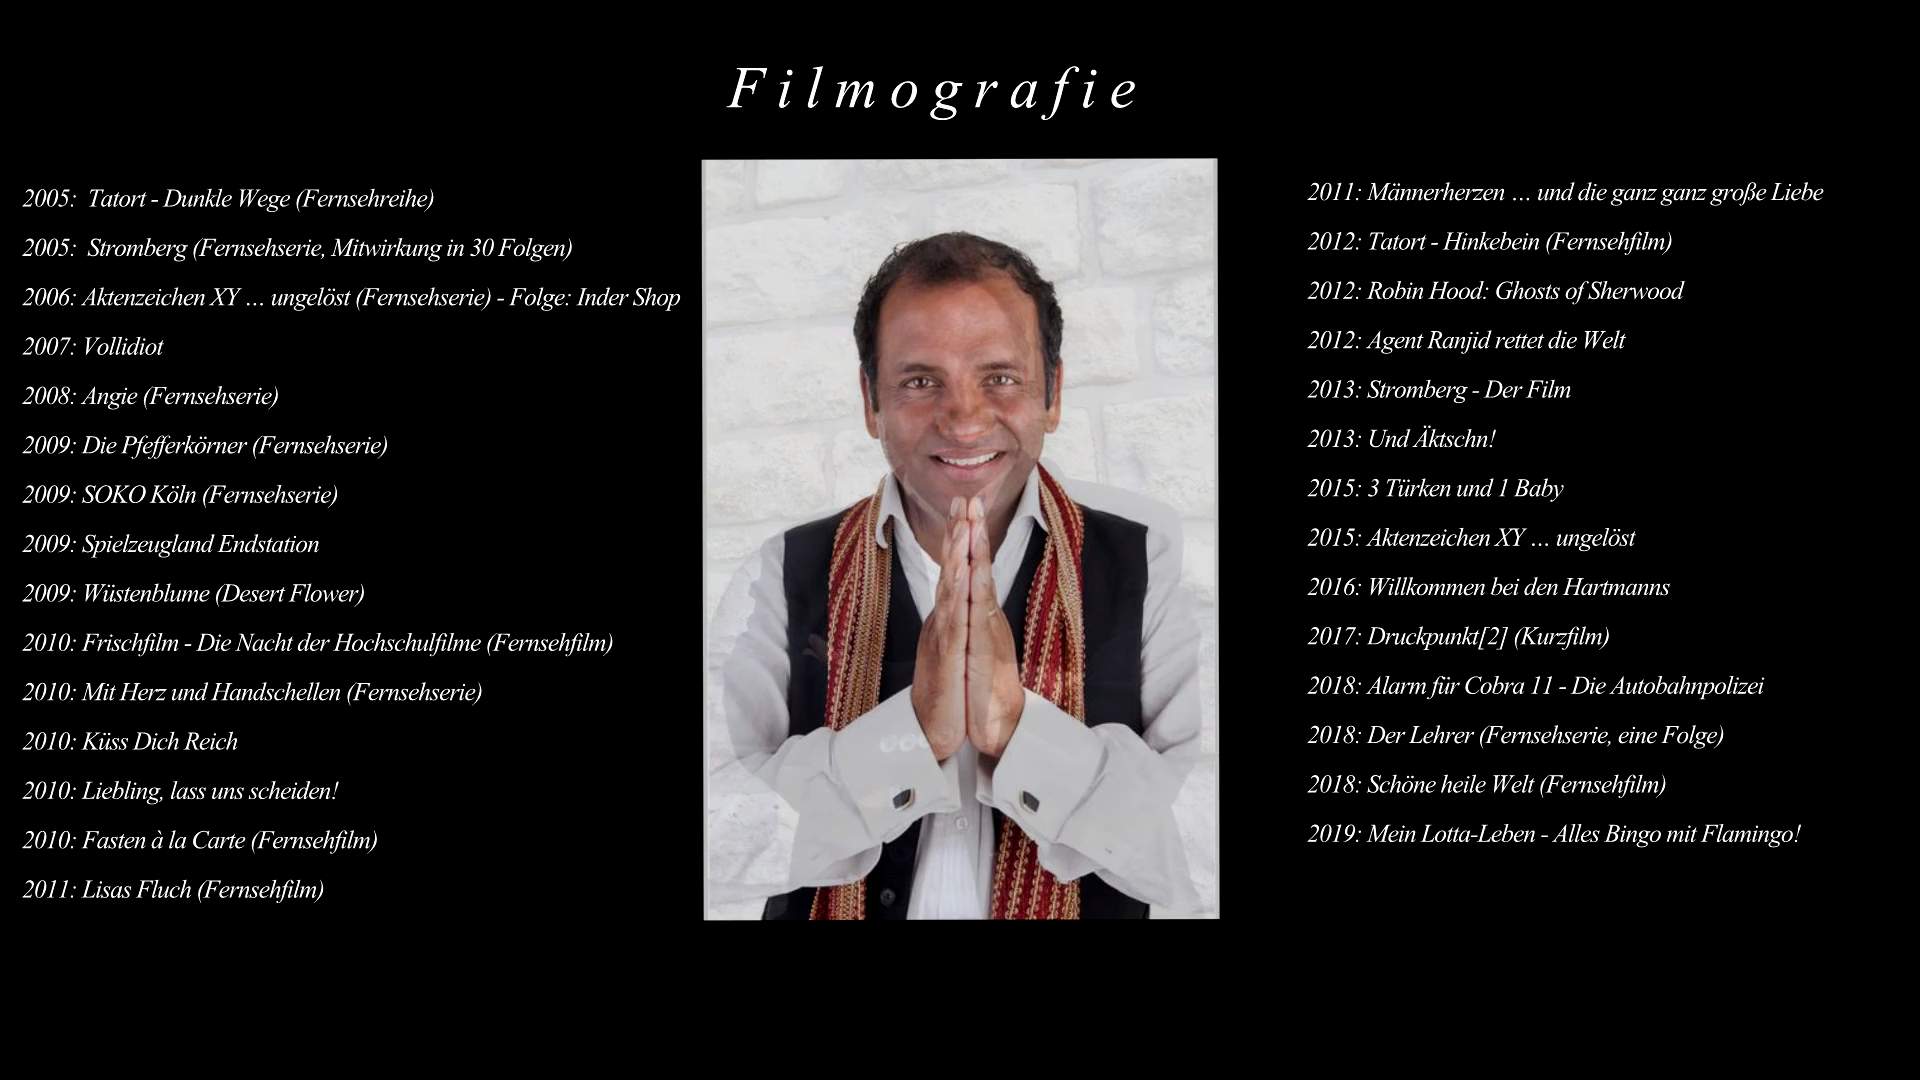 Filmografie
2005: Tatort - Dunkle Wege (Fernsehreihe)
2005: Stromberg (Fernsehserie, Mitwirkung in 30 Folgen)
2006: Aktenzeichen XY … ungelöst (Fernsehserie) - Folge: Inder Shop
2007: Vollidiot
2008: Angie (Fernsehserie)
2009: Die Pfefferkörner (Fernsehserie)
2009: SOKO Köln (Fernsehserie)
2009: Spielzeugland Endstation
2009: Wüstenblume (Desert Flower)
2010: Frischfilm - Die Nacht der Hochschulfilme (Fernsehfilm)
2010: Mit Herz und Handschellen (Fernsehserie)
2010: Küss Dich Reich
2010: Liebling, lass uns scheiden!
2010: Fasten à la Carte (Fernsehfilm)
2011: Lisas Fluch (Fernsehfilm)
2011: Männerherzen … und die ganz ganz große Liebe
2012: Tatort - Hinkebein (Fernsehfilm)
2012: Robin Hood: Ghosts of Sherwood
2012: Agent Ranjid rettet die Welt
2013: Stromberg - Der Film
2013: Und Äktschn!
2015: 3 Türken und 1 Baby
2015: Aktenzeichen XY … ungelöst
2016: Willkommen bei den Hartmanns
2017: Druckpunkt[2] (Kurzfilm)
2018: Alarm für Cobra 11 - Die Autobahnpolizei
2018: Der Lehrer (Fernsehserie, eine Folge)
2018: Schöne heile Welt (Fernsehfilm)
2019: Mein Lotta-Leben - Alles Bingo mit Flamingo!